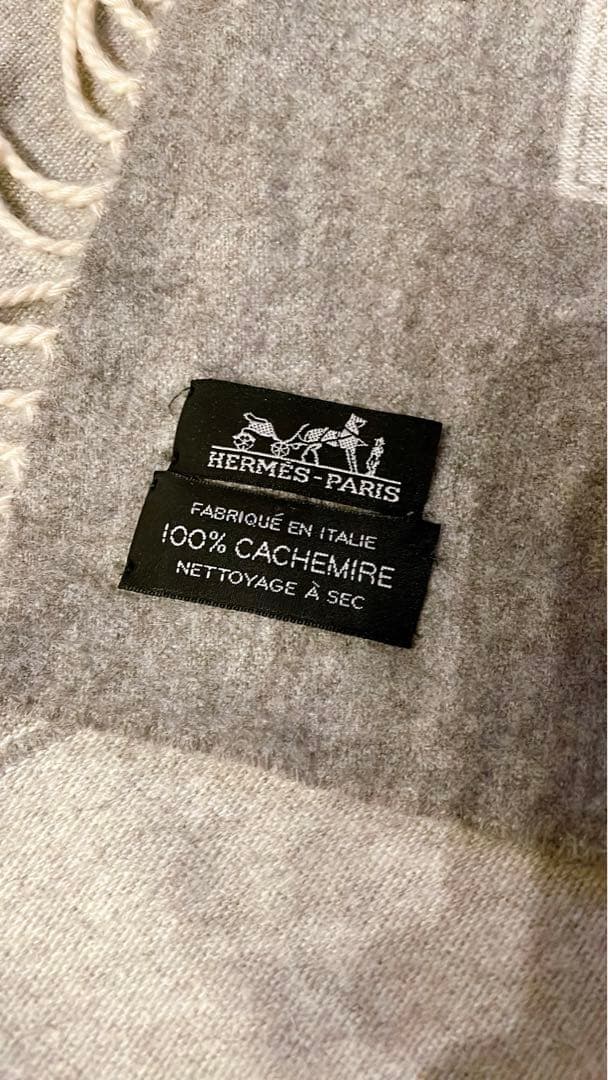 HERMÈS-PARIS
FABRIQUÉ EN ITALIE
100% CACHEMIRE
NETTOYAGE À SEC